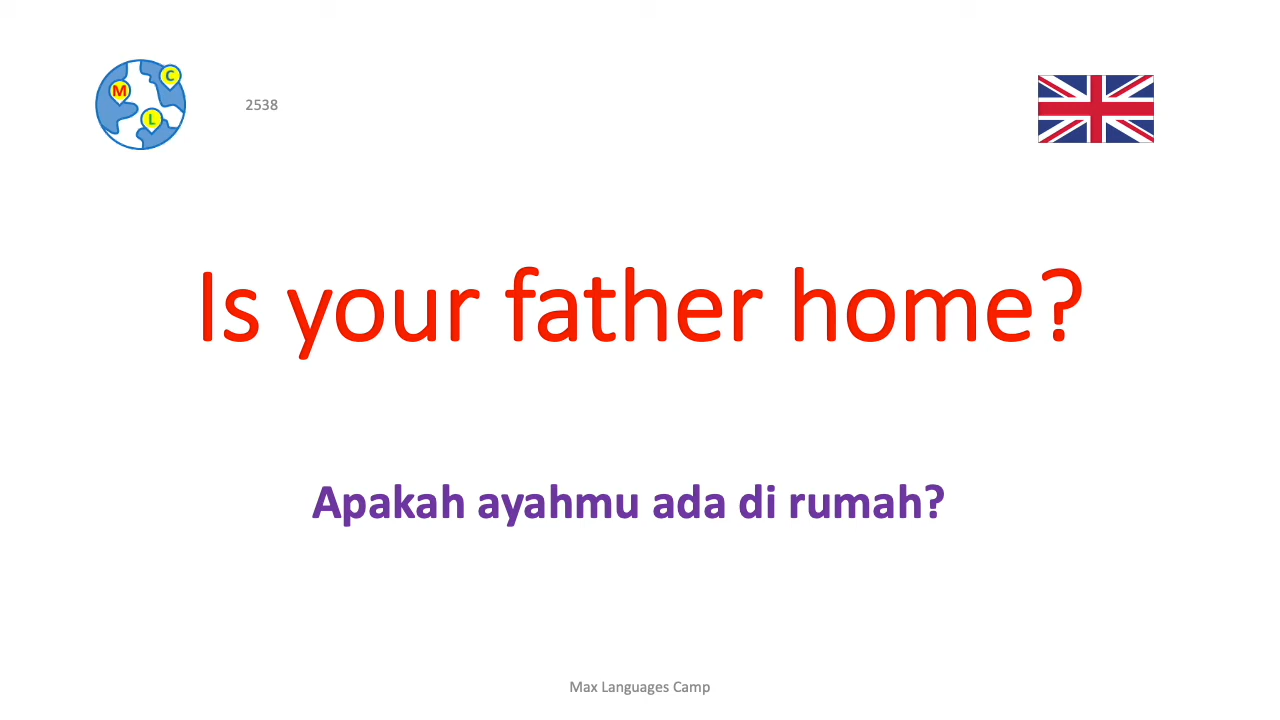 C
M
L
2538
Is your father home?
Apakah ayahmu ada di rumah?
Max Languages Camp